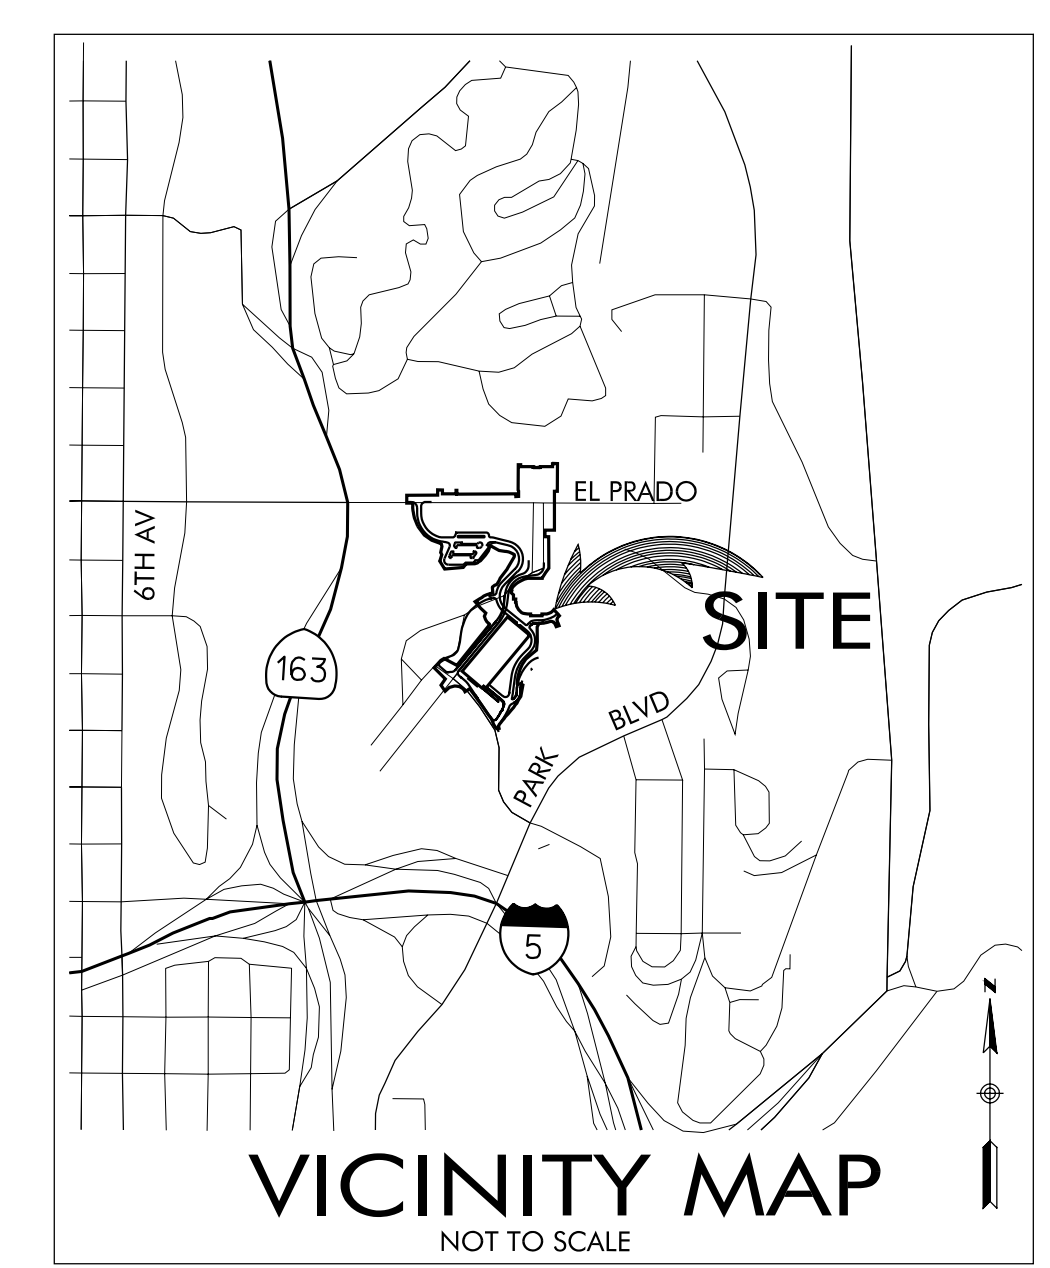 EL PRADO
6TH AV
SITE
163
PARK BLVD
5
N
VICINITY MAP
NOT TO SCALE